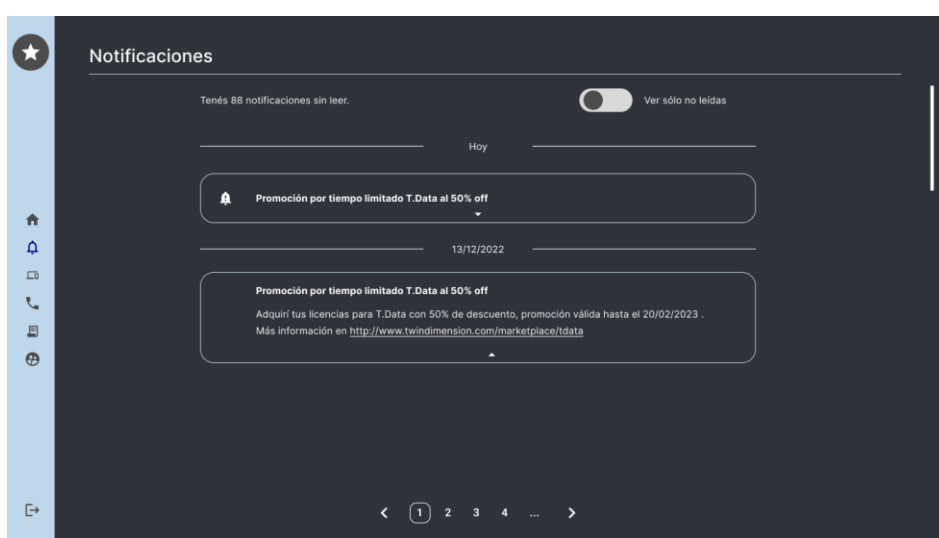 Notificaciones
Tenés 88 notificaciones sin leer.
Ver sólo no leídas
Hoy
Promoción por tiempo limitado T.Data al 50% off
13/12/2022
Promoción por tiempo limitado T.Data al 50% off
Adquirí tus licencias para T.Data con 50% de descuento, promoción válida hasta el 20/02/2023 .
Más información en http://www.twindimension.com/marketplace/tdata
1 2 3 4 ...